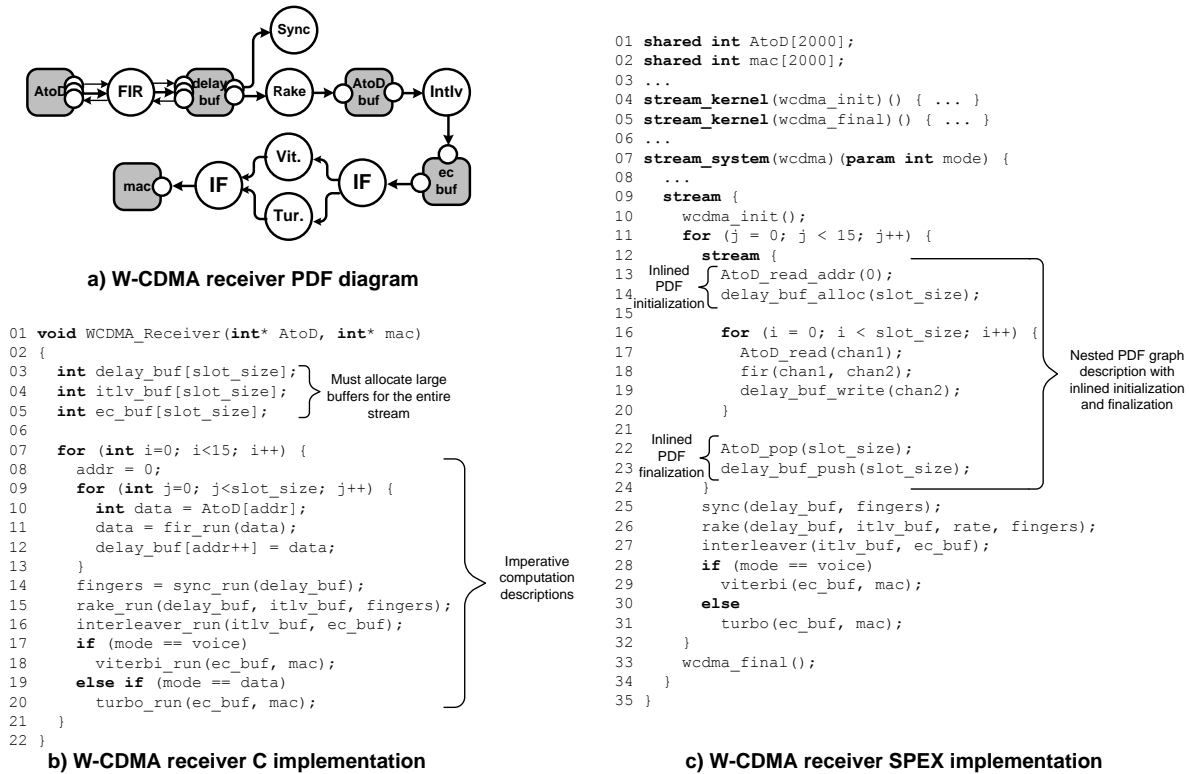 Sync
AtoD
FIR
delay
buf
Rake
AtoD
buf
Intlv
Vit.
mac
IF
IF
ec
buf
Tur.
a) W-CDMA receiver PDF diagram
01 void WCDMA_Receiver(int* AtoD, int* mac)
02 {
03   int delay_buf[slot_size];
04   int itlv_buf[slot_size];
05   int ec_buf[slot_size];
06
07   for (int i=0; i<15; i++) {
08     addr = 0;
09     for (int j=0; j<slot_size; j++) {
10       int data = AtoD[addr];
11       data = fir_run(data);
12       delay_buf[addr++] = data;
13     }
14     fingers = sync_run(delay_buf);
15     rake_run(delay_buf, itlv_buf, fingers);
16     interleaver_run(itlv_buf, ec_buf);
17     if (mode == voice)
18       viterbi_run(ec_buf, mac);
19     else if (mode == data)
20       turbo_run(ec_buf, mac);
21   }
22 }
Must allocate large
buffers for the entire
stream
Imperative
computation
descriptions
b) W-CDMA receiver C implementation
01 shared int AtoD[2000];
02 shared int mac[2000];
03 ...
04 stream_kernel(wcdma_init)() { ... }
05 stream_kernel(wcdma_final)() { ... }
06 ...
07 stream_system(wcdma)(param int mode) {
08   ...
09   stream {
10     wcdma_init();
11     for (j = 0; j < 15; j++) {
12       stream {
13         AtoD_read_addr(0);
14         delay_buf_alloc(slot_size);
15
16         for (i = 0; i < slot_size; i++) {
17           AtoD_read(chan1);
18           fir(chan1, chan2);
19           delay_buf_write(chan2);
20         }
21
22         AtoD_pop(slot_size);
23         delay_buf_push(slot_size);
24       }
25       sync(delay_buf, fingers);
26       rake(delay_buf, itlv_buf, rate, fingers);
27       interleaver(itlv_buf, ec_buf);
28       if (mode == voice)
29         viterbi(ec_buf, mac);
30       else
31         turbo(ec_buf, mac);
32     }
33     wcdma_final();
34   }
35 }
Inlined
PDF
initialization
Inlined
PDF
finalization
Nested PDF graph
description with
inlined initialization
and finalization
c) W-CDMA receiver SPEX implementation